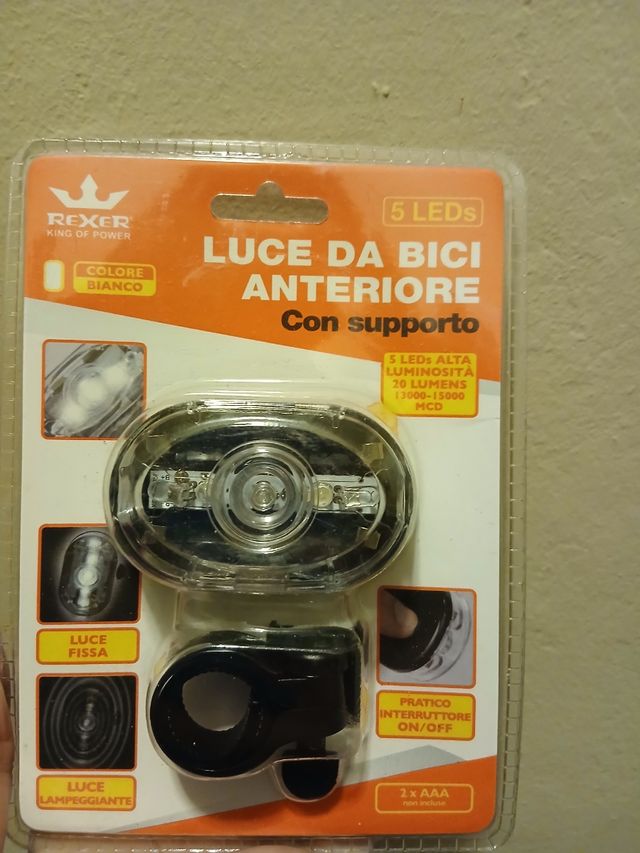 REXER
KING OF POWER
5 LEDs
LUCE DA BICI
ANTERIORE
Con supporto
COLORE
BIANCO
5 LEDs ALTA
LUMINOSITÀ
20 LUMENS
13000-15000
MCD
LUCE
FISSA
LUCE
LAMPEGGIANTE
PRATICO
INTERRUTTORE
ON/OFF
2 x AAA
non incluse